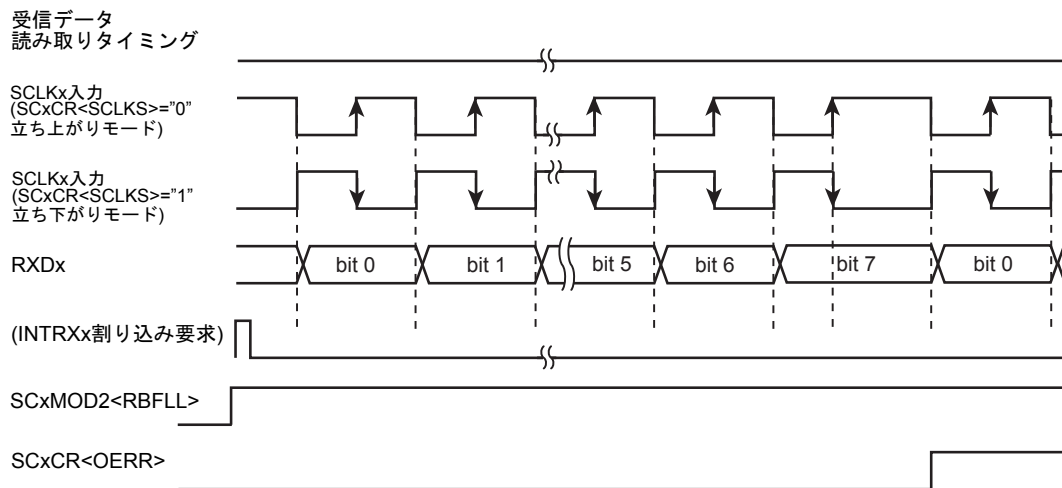 受信データ
読み取りタイミング
SCLKx入力
(SCxCR<SCLKS>="0"
立ち上がりモード)
SCLKx入力
(SCxCR<SCLKS>="1"
立ち下がりモード)
RXDx
bit 0
bit 1
bit 5
bit 6
bit 7
bit 0
(INTRXx割り込み要求)
SCxMOD2<RBFLL>
SCxCR<OERR>